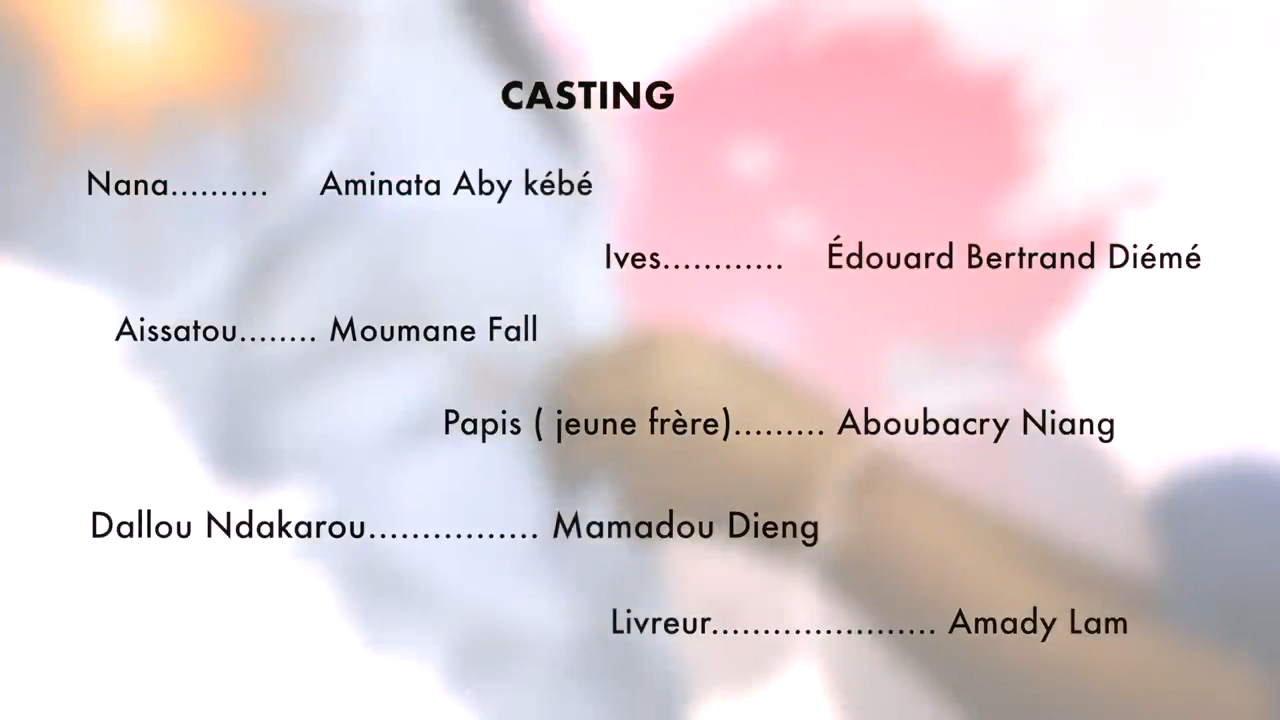 CASTING
Nana.......... Aminata Aby kébé
Ives............ Édouard Bertrand Diémé
Aissatou........ Moumane Fall
Papis ( jeune frère)......... Aboubacry Niang
Dallou Ndakarou................ Mamadou Dieng
Livreur...................... Amady Lam